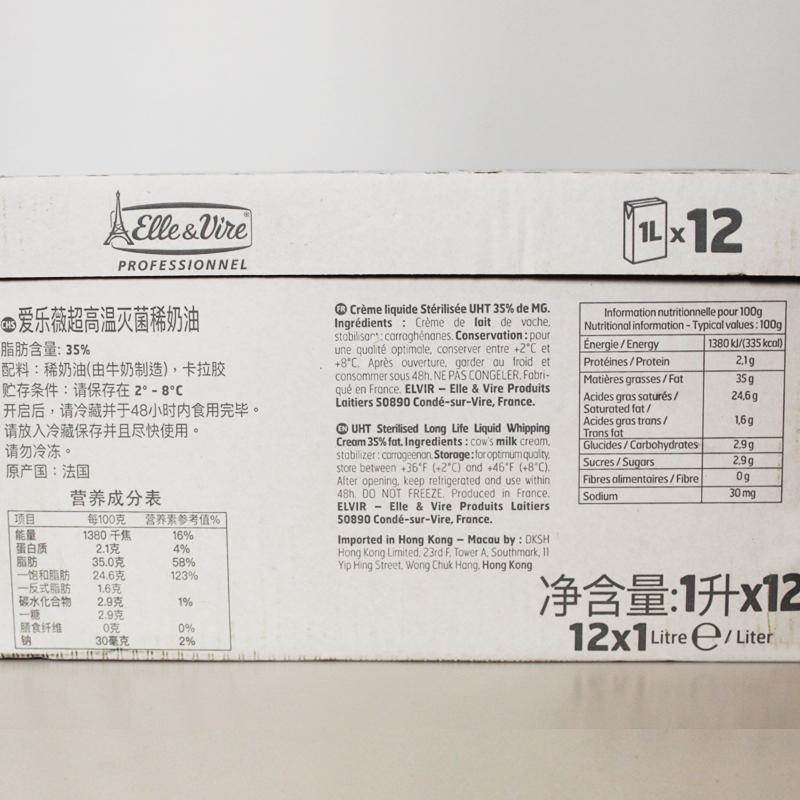 Elle & Vire®
PROFESSIONNEL
1L x 12
CHS 爱乐薇超高温灭菌稀奶油
脂肪含量: 35%
配料：稀奶油(由牛奶制造)，卡拉胶
贮存条件：请保存在 2° - 8°C
开启后，请冷藏并于48小时内食用完毕。
请放入冷藏保存并且尽快使用。
请勿冷冻。
原产国：法国
营养成分表
项目 每100克 营养素参考值%
能量 1380 千焦 16%
蛋白质 2.1克 4%
脂肪 35.0克 58%
—饱和脂肪 24.6克 123%
—反式脂肪 1.6克
碳水化合物 2.9克 1%
—糖 2.9克
膳食纤维 0克 0%
钠 30毫克 2%
FR Crème liquide Stérilisée UHT 35% de MG.
Ingrédients : Crème de lait de vache,
stabilisant: carraghénanes. Conservation : pour
une qualité optimale, conserver entre +2°C et
+8°C. Après ouverture, garder au froid et
consommer sous 48h. NE PAS CONGELER. Fabri-
qué en France. ELVIR – Elle & Vire Produits
Laitiers 50890 Condé-sur-Vire, France.
EN UHT Sterilised Long Life Liquid Whipping
Cream 35% fat. Ingredients : cow's milk cream,
stabilizer : carrageenan. Storage : for optimum quality,
store between +36°F (+2°C) and +46°F (+8°C).
After opening, keep refrigerated and use within
48h. DO NOT FREEZE. Produced in France.
ELVIR – Elle & Vire Produits Laitiers
50890 Condé-sur-Vire, France.
Imported in Hong Kong – Macau by : DKSH
Hong Kong Limited, 23rd F, Tower A, Southmark, 11
Yip Hing Street, Wong Chuk Hang, Hong Kong
Information nutritionnelle pour 100g
Nutritional information - Typical values : 100g
Énergie / Energy 1380 kJ/(335 kcal)
Protéines / Protein 2,1 g
Matières grasses / Fat 35 g
Acides gras saturés / 24,6 g
Saturated fat /
Acides gras trans / 1,6 g
Trans fat
Glucides / Carbohydrates 2,9 g
Sucres / Sugars 2,9 g
Fibres alimentaires / Fibre 0 g
Sodium 30 mg
净含量:1升x12
12x1 Litre ℮ / Liter